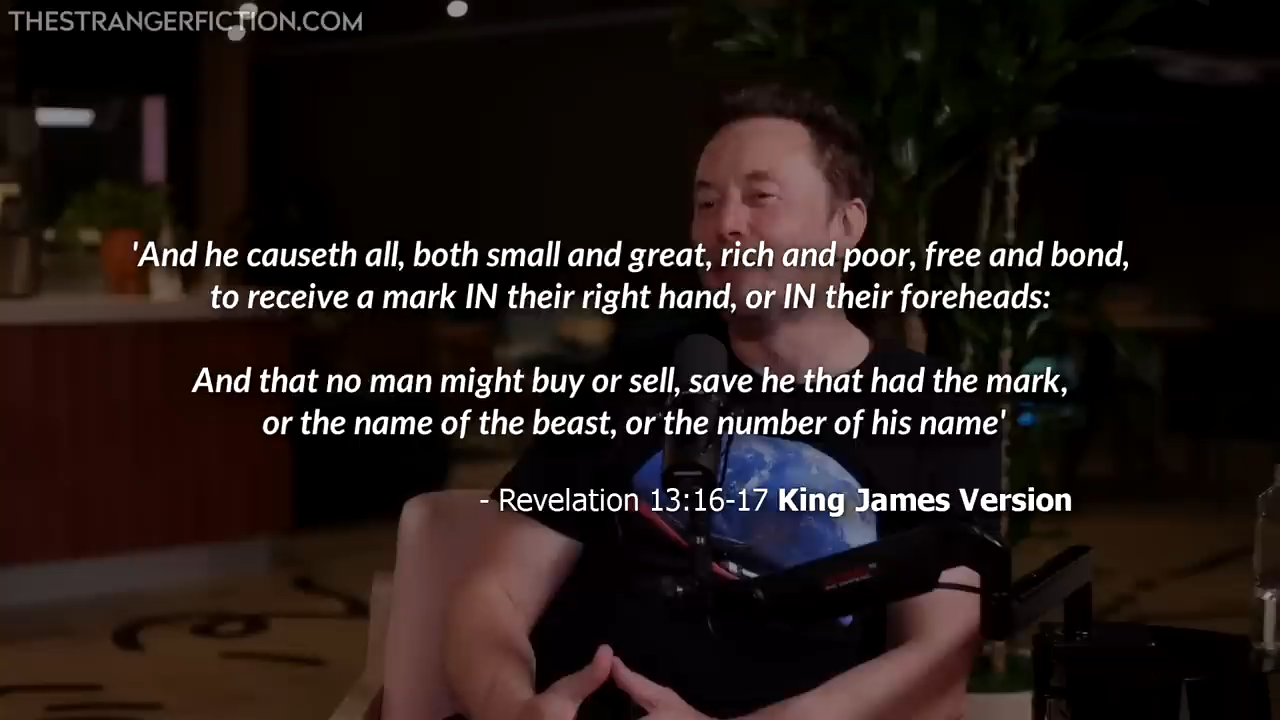 THESTRANGERFICTION.COM
'And he causeth all, both small and great, rich and poor, free and bond,
to receive a mark IN their right hand, or IN their foreheads:
And that no man might buy or sell, save he that had the mark,
or the name of the beast, or the number of his name'
- Revelation 13:16-17 King James Version